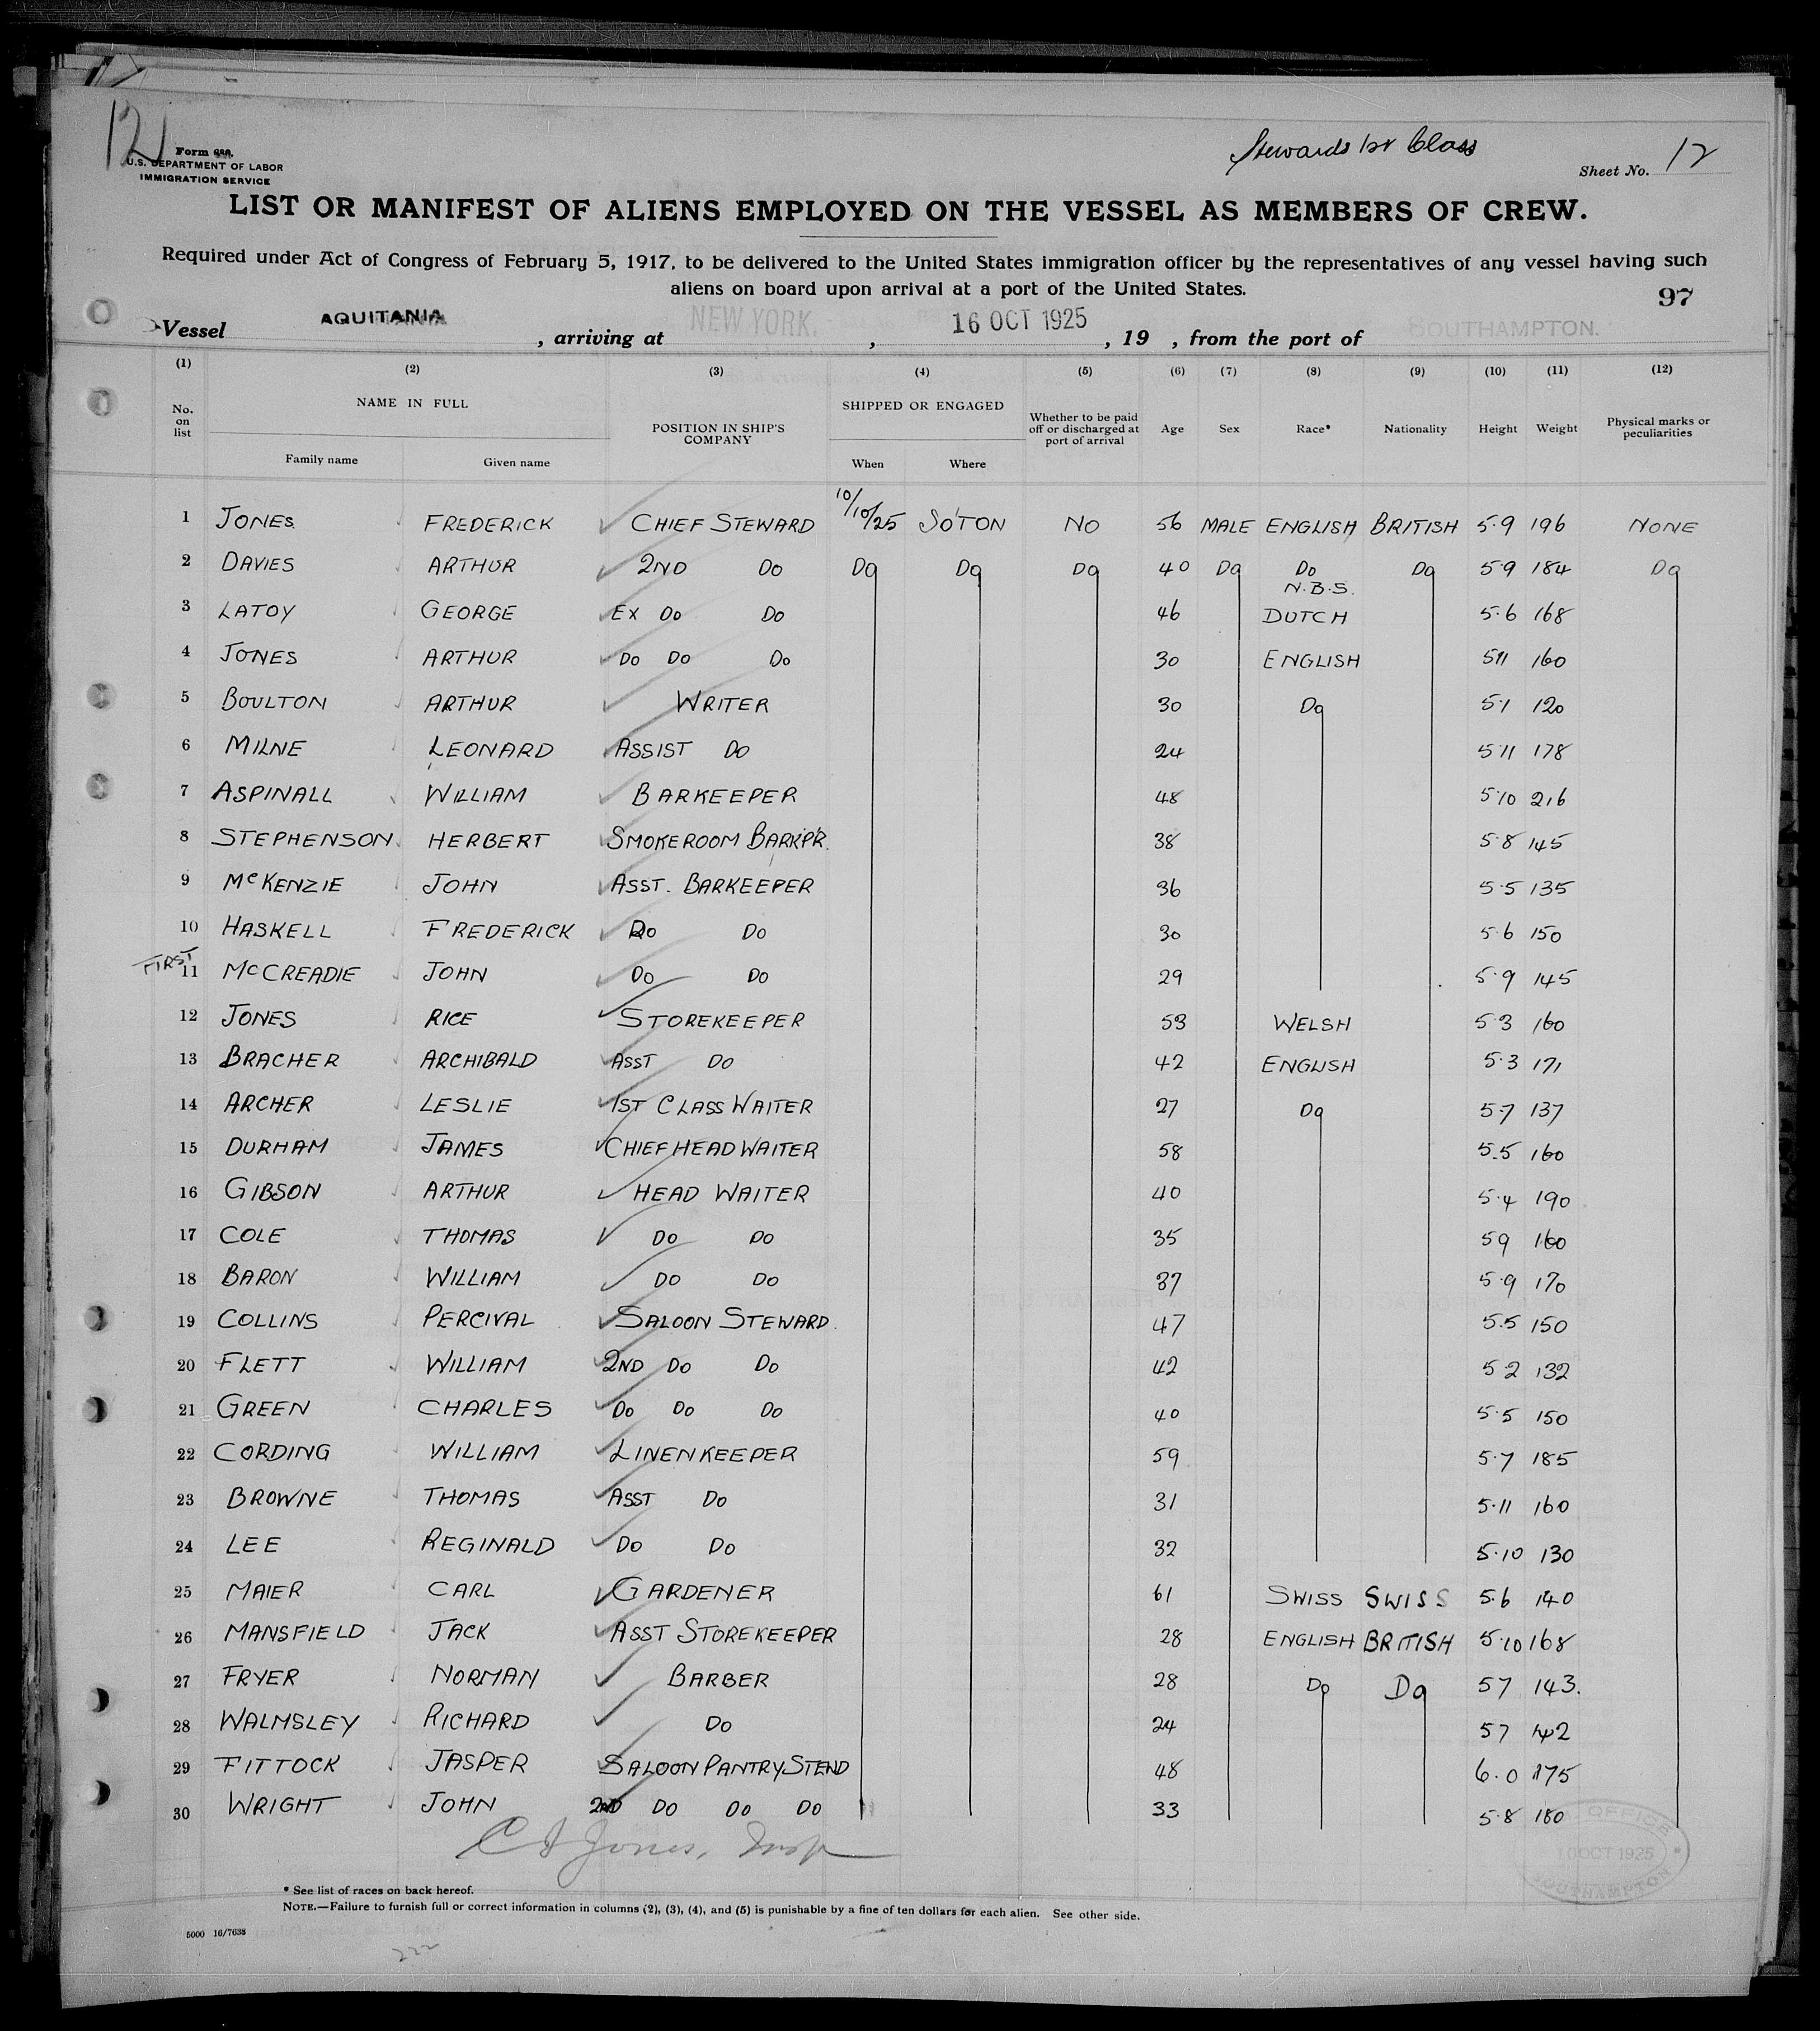 12
Form 680.
U.S. DEPARTMENT OF LABOR
IMMIGRATION SERVICE
Stewards 1st Class
Sheet No. 12
LIST OR MANIFEST OF ALIENS EMPLOYED ON THE VESSEL AS MEMBERS OF CREW.
Required under Act of Congress of February 5, 1917, to be delivered to the United States immigration officer by the representatives of any vessel having such
aliens on board upon arrival at a port of the United States.
97
Vessel AQUITANIA, arriving at NEW YORK., 16 OCT 1925, 19 , from the port of SOUTHAMPTON.
(1) (2) (3) (4) (5) (6) (7) (8) (9) (10) (11) (12)
No. on list NAME IN FULL Family name Given name POSITION IN SHIP'S COMPANY SHIPPED OR ENGAGED When Where Whether to be paid off or discharged at port of arrival Age Sex Race* Nationality Height Weight Physical marks or peculiarities
1 JONES FREDERICK CHIEF STEWARD 10/10/25 SO'TON NO 56 MALE ENGLISH BRITISH 5·9 196 NONE
2 DAVIES ARTHUR 2ND DO DO DO DO 40 DO DO DO 5·9 184 DO
N.B.S.
3 LATOY GEORGE EX DO DO 46 DUTCH 5·6 168
4 JONES ARTHUR DO DO DO 30 ENGLISH 5·11 160
5 BOULTON ARTHUR WRITER 30 DO 5·1 120
6 MILNE LEONARD ASSIST DO 24 5·11 178
7 ASPINALL WILLIAM BARKEEPER 48 5·10 216
8 STEPHENSON HERBERT SMOKEROOM BARK'P'R. 38 5·8 145
9 McKENZIE JOHN ASST. BARKEEPER 36 5·5 135
10 HASKELL FREDERICK DO DO 30 5·6 150
FIRST
11 McCREADIE JOHN DO DO 29 5·9 145
12 JONES RICE STOREKEEPER 53 WELSH 5·3 160
13 BRACHER ARCHIBALD ASST DO 42 ENGLISH 5·3 171
14 ARCHER LESLIE 1ST CLASS WAITER 27 DO 5·7 137
15 DURHAM JAMES CHIEF HEAD WAITER 58 5.5 160
16 GIBSON ARTHUR HEAD WAITER 40 5·4 190
17 COLE THOMAS DO DO 35 5 9 160
18 BARON WILLIAM DO DO 37 5·9 170
19 COLLINS PERCIVAL SALOON STEWARD. 47 5.5 150
20 FLETT WILLIAM 2ND DO DO 42 5 2 132
21 GREEN CHARLES DO DO DO 40 5·5 150
22 CORDING WILLIAM LINENKEEPER 59 5·7 185
23 BROWNE THOMAS ASST DO 31 5·11 160
24 LEE REGINALD DO DO 32 5·10 130
25 MAIER CARL GARDENER 61 SWISS SWISS 5·6 140
26 MANSFIELD JACK ASST STOREKEEPER 28 ENGLISH BRITISH 5·10 168
27 FRYER NORMAN BARBER 28 DO DO 5 7 143.
28 WALMSLEY RICHARD DO 24 5 7 142
29 FITTOCK JASPER SALOON PANTRY STEWD 48 6·0 175
30 WRIGHT JOHN 2ND DO DO DO 33 5·8 180
C I Jones, Insp
OFFICE
10 OCT 1925
SOUTHAMPTON
* See list of races on back hereof.
NOTE.—Failure to furnish full or correct information in columns (2), (3), (4), and (5) is punishable by a fine of ten dollars for each alien. See other side.
5000 16/7638
222